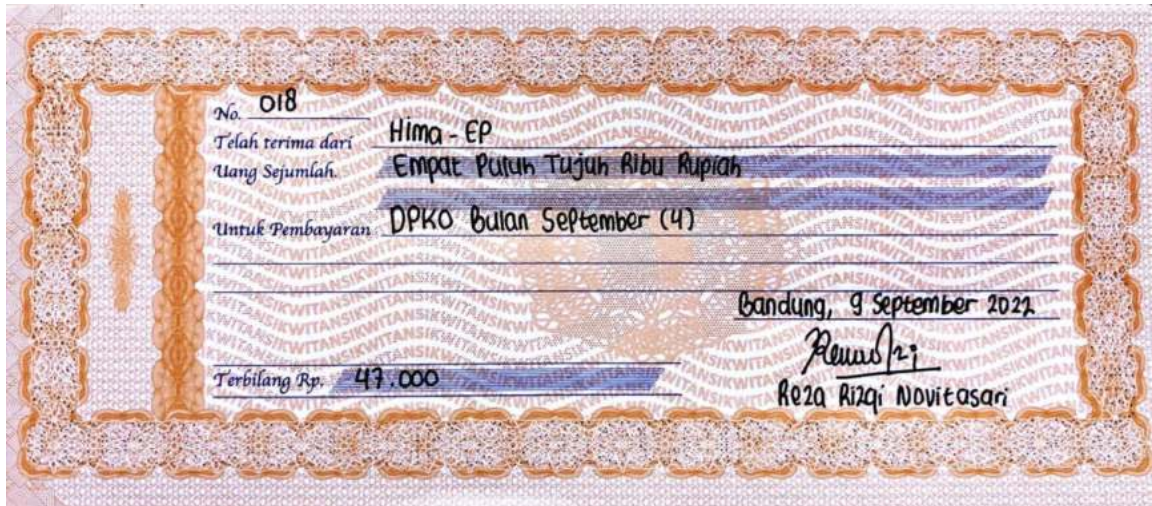 No. 018
Telah terima dari Hima - EP
Uang Sejumlah Empat Puluh Tujuh Ribu Rupiah
Untuk Pembayaran DPKO Bulan September (4)
Bandung, 9 September 2022
Terbilang Rp. 47.000
Reza Rizqi Novitasari